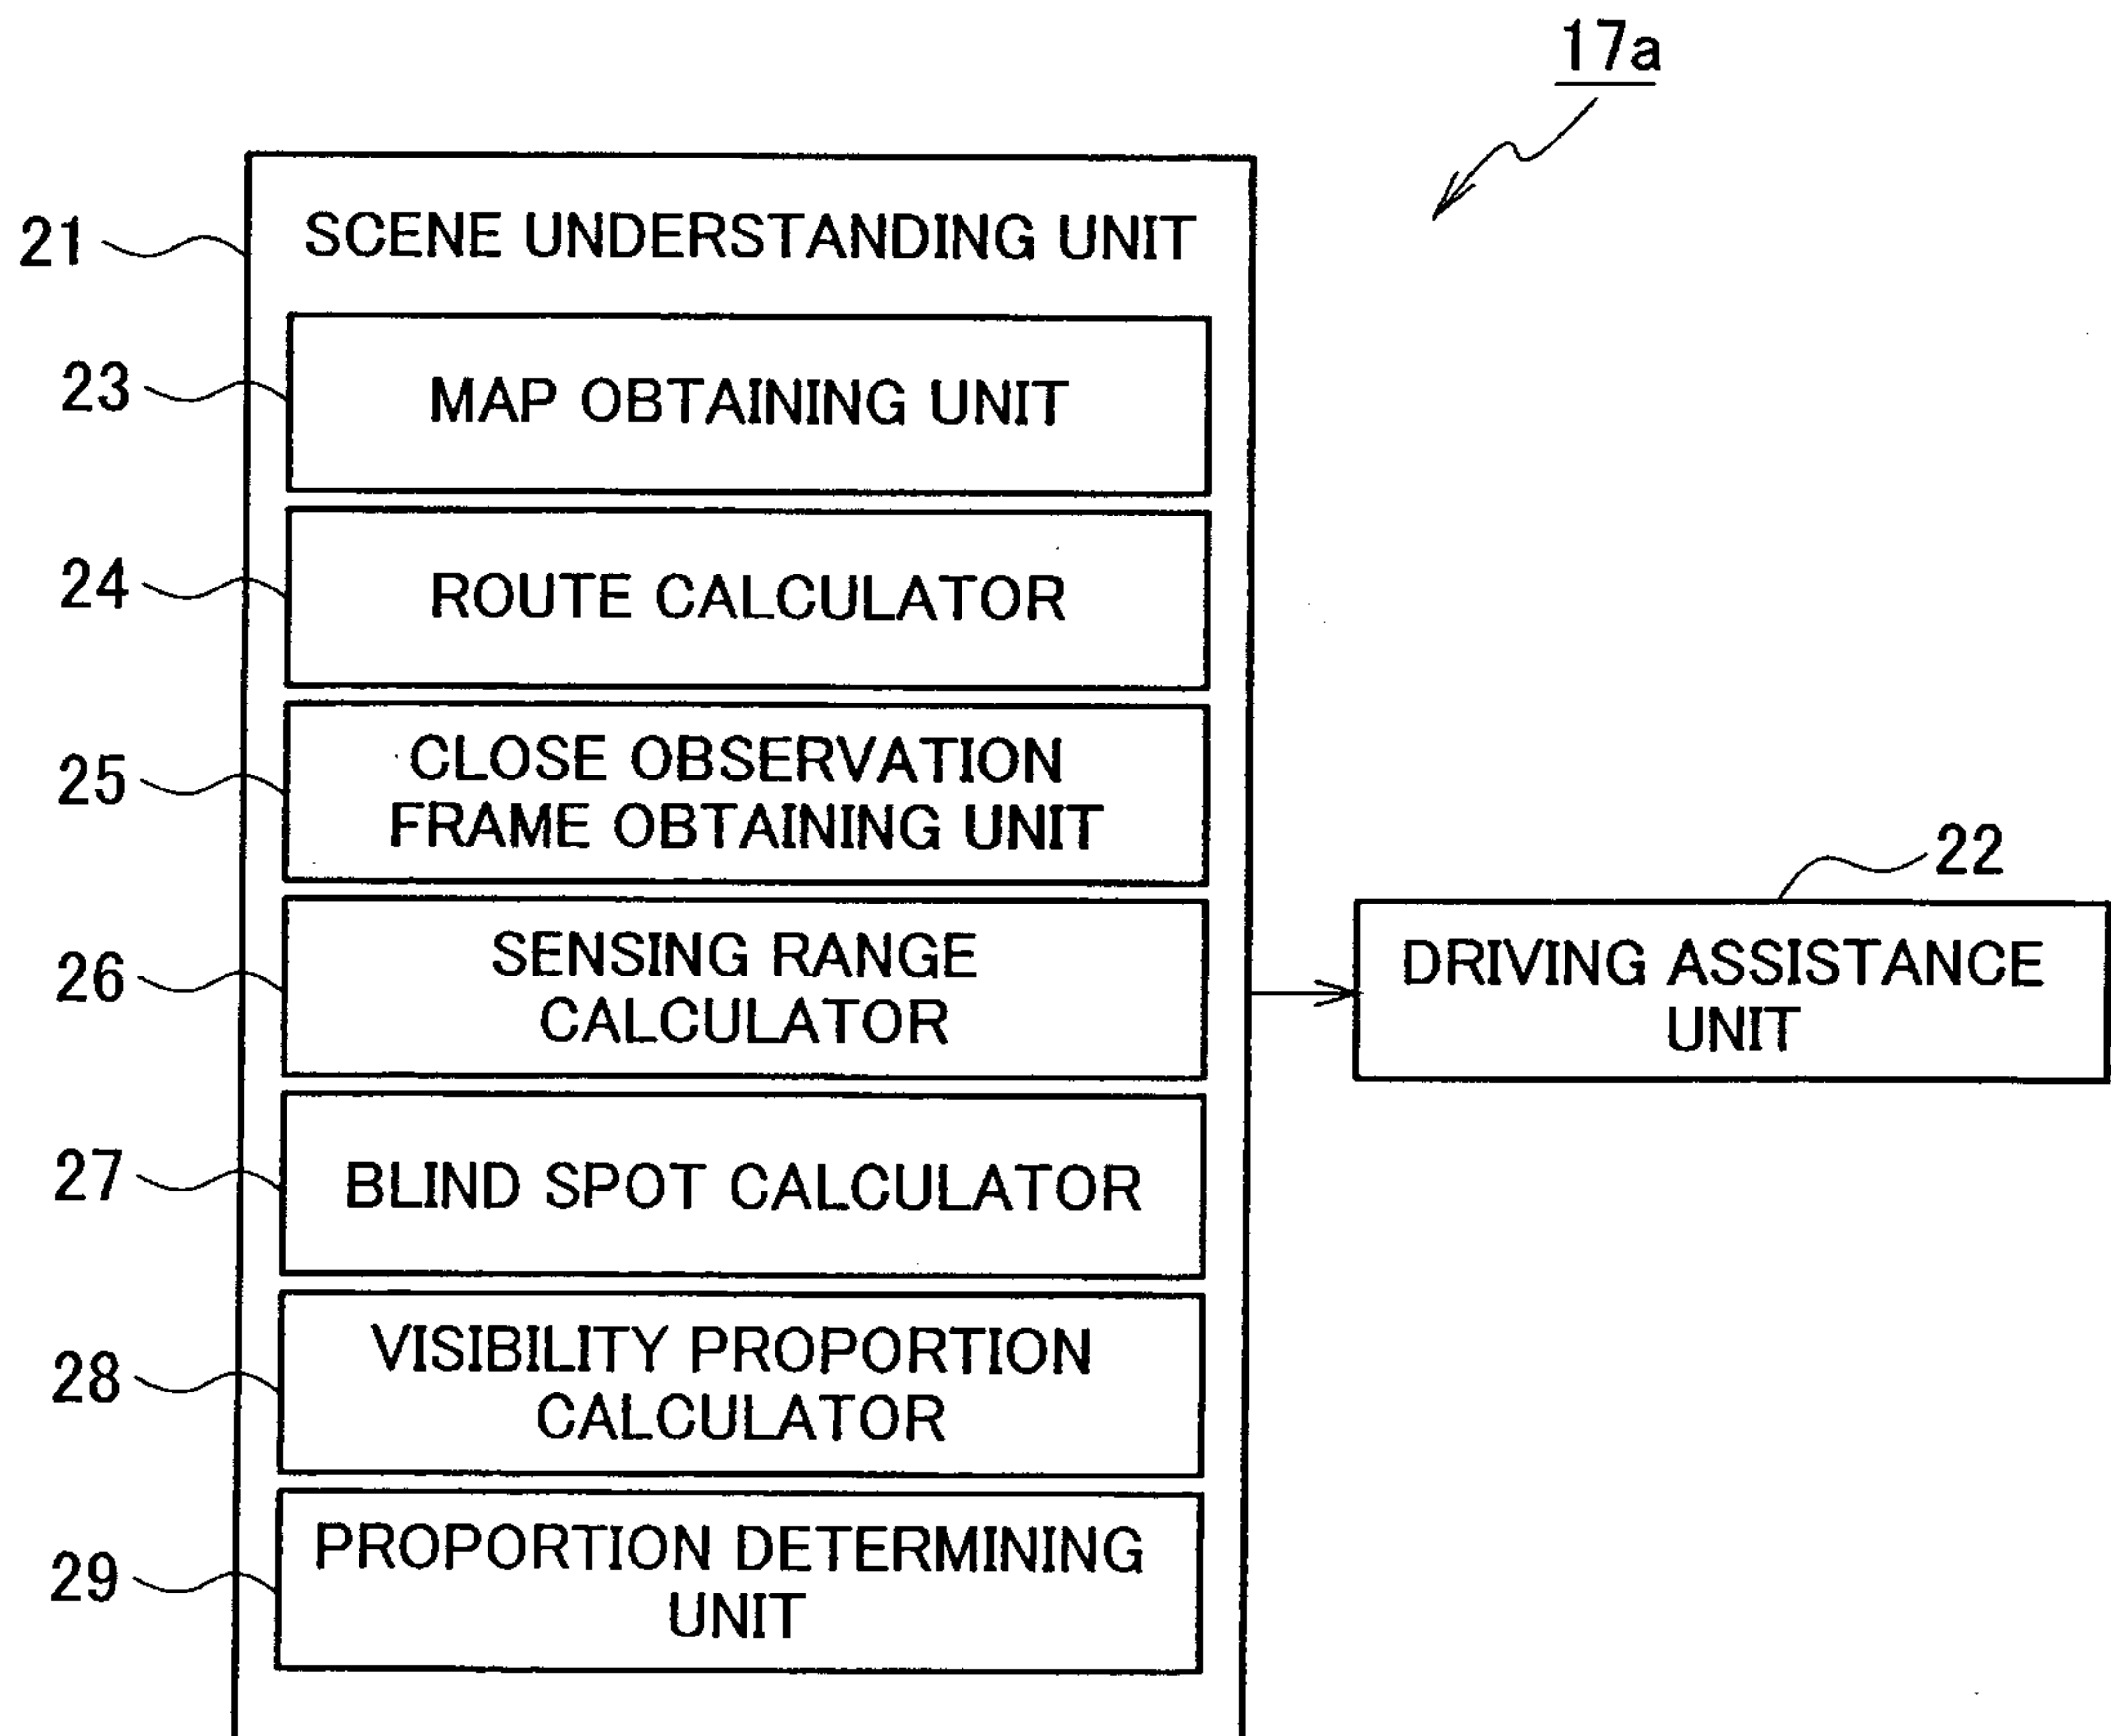 17a
21
SCENE UNDERSTANDING UNIT
23
MAP OBTAINING UNIT
24
ROUTE CALCULATOR
25
CLOSE OBSERVATION
FRAME OBTAINING UNIT
26
SENSING RANGE
CALCULATOR
22
DRIVING ASSISTANCE
UNIT
27
BLIND SPOT CALCULATOR
28
VISIBILITY PROPORTION
CALCULATOR
29
PROPORTION DETERMINING
UNIT